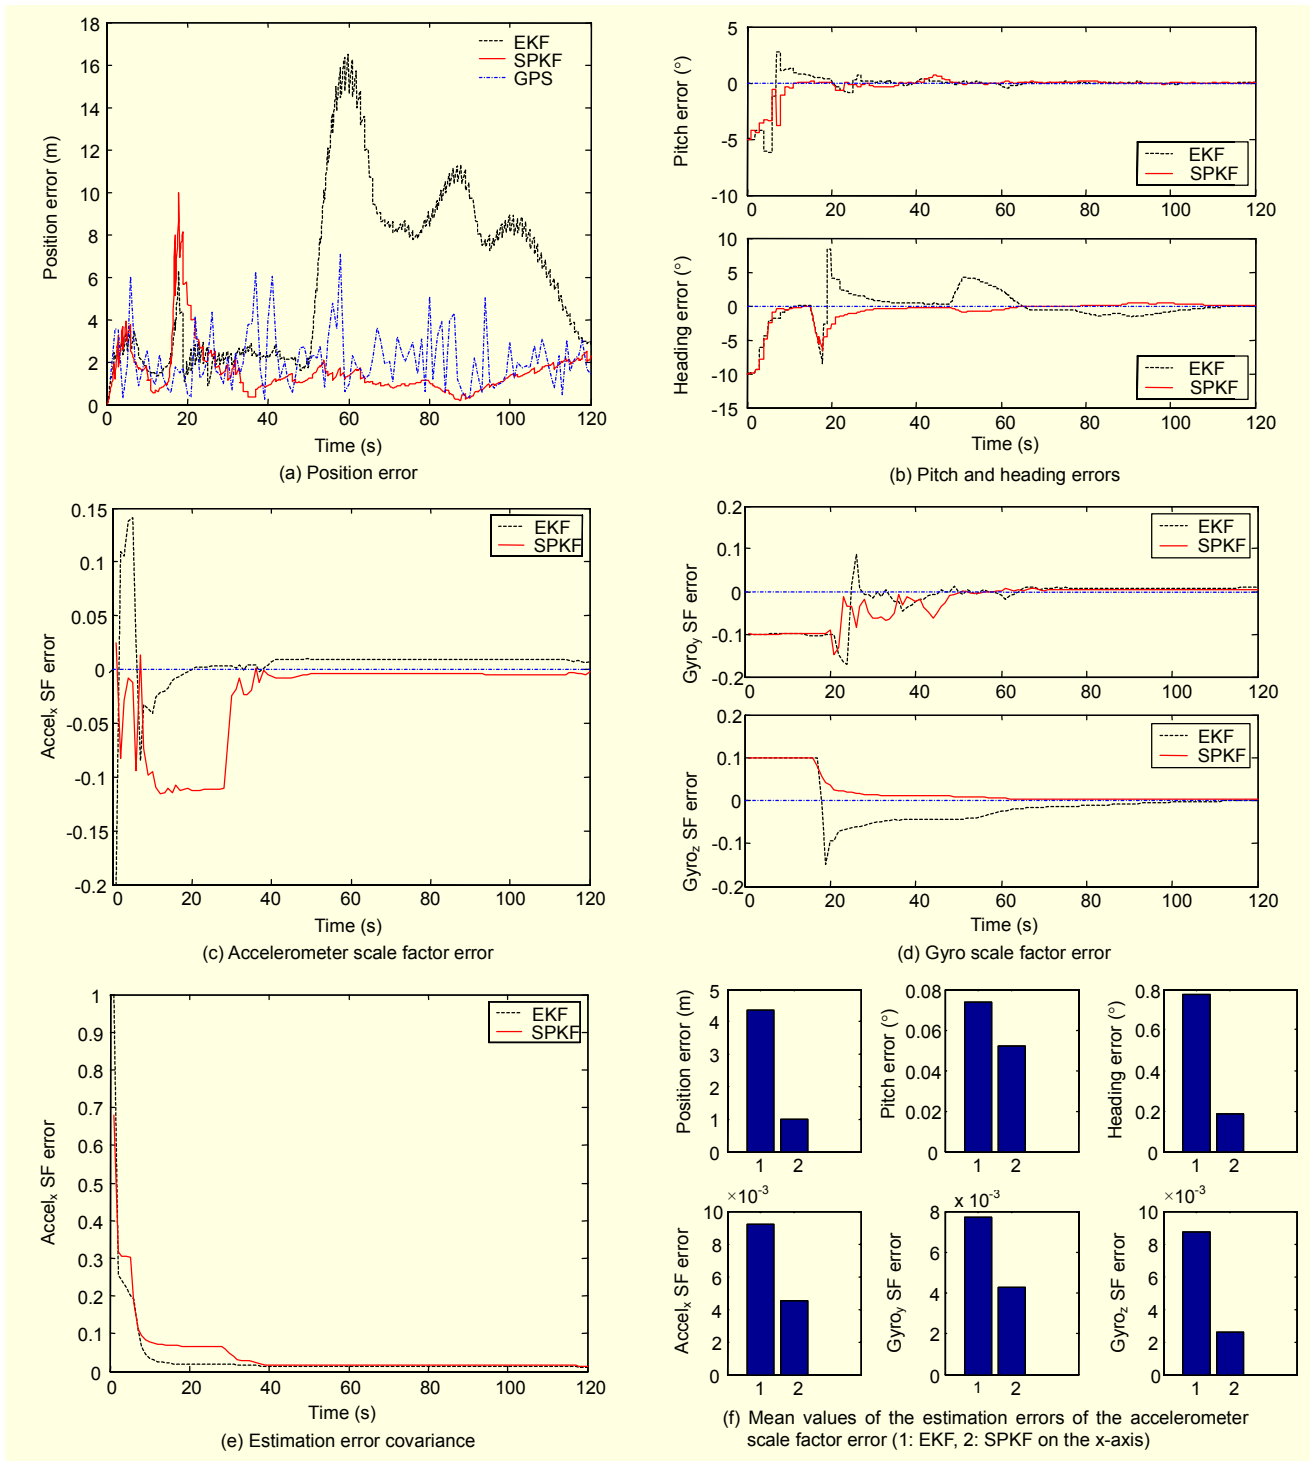 18
16
14
12
10
8
6
4
2
0
Position error (m)
EKF
SPKF
GPS
0 20 40 60 80 100 120
Time (s)
(a) Position error
5
0
-5
-10
Pitch error (°)
EKF
SPKF
0 20 40 60 80 100 120
10
5
0
-5
-10
-15
Heading error (°)
EKF
SPKF
0 20 40 60 80 100 120
Time (s)
(b) Pitch and heading errors
0.15
0.1
0.05
0
-0.05
-0.1
-0.15
-0.2
Accelx SF error
EKF
SPKF
0 20 40 60 80 100 120
Time (s)
(c) Accelerometer scale factor error
0.2
0.1
0
-0.1
-0.2
Gyroy SF error
EKF
SPKF
0 20 40 60 80 100 120
0.2
0.1
0
-0.1
-0.2
Gyroz SF error
EKF
SPKF
0 20 40 60 80 100 120
Time (s)
(d) Gyro scale factor error
1
0.9
0.8
0.7
0.6
0.5
0.4
0.3
0.2
0.1
0
Accelx SF error
EKF
SPKF
0 20 40 60 80 100 120
Time (s)
(e) Estimation error covariance
5
4
3
2
1
0
Position error (m)
1 2
0.08
0.06
0.04
0.02
0
Pitch error (°)
1 2
0.8
0.6
0.4
0.2
0
Heading error (°)
1 2
×10-3
10
8
6
4
2
0
Accelx SF error
1 2
x 10-3
8
6
4
2
0
Gyroy SF error
1 2
×10-3
10
8
6
4
2
0
Gyroz SF error
1 2
(f) Mean values of the estimation errors of the accelerometer
scale factor error (1: EKF, 2: SPKF on the x-axis)